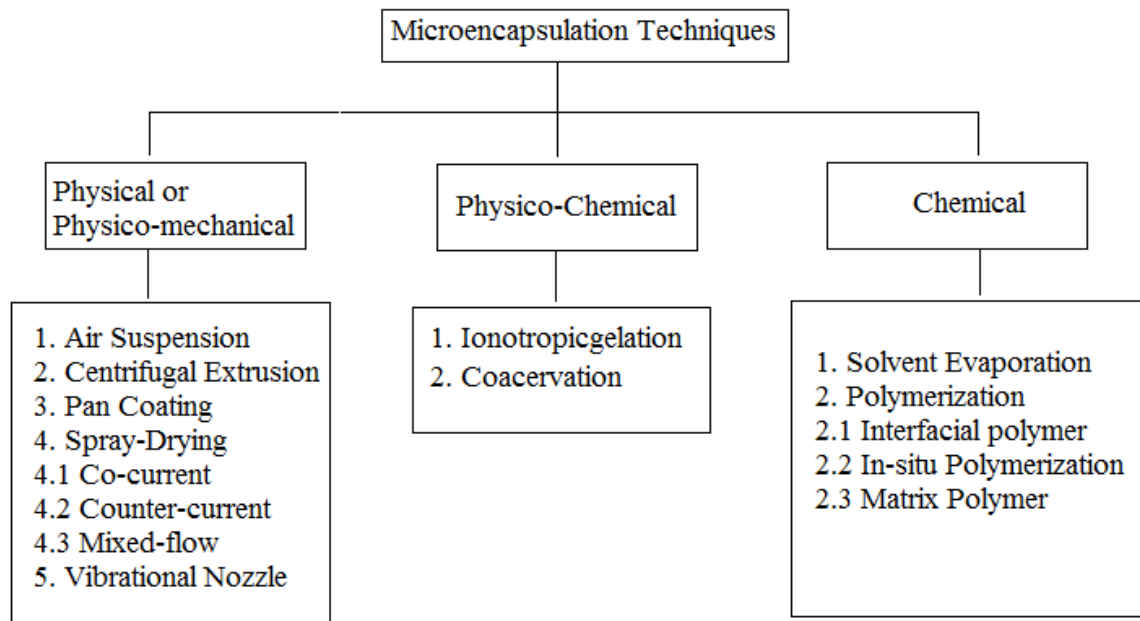 Microencapsulation Techniques
Physical or
Physico-mechanical
Physico-Chemical
Chemical
1. Air Suspension
2. Centrifugal Extrusion
3. Pan Coating
4. Spray-Drying
4.1 Co-current
4.2 Counter-current
4.3 Mixed-flow
5. Vibrational Nozzle
1. Ionotropicgelation
2. Coacervation
1. Solvent Evaporation
2. Polymerization
2.1 Interfacial polymer
2.2 In-situ Polymerization
2.3 Matrix Polymer